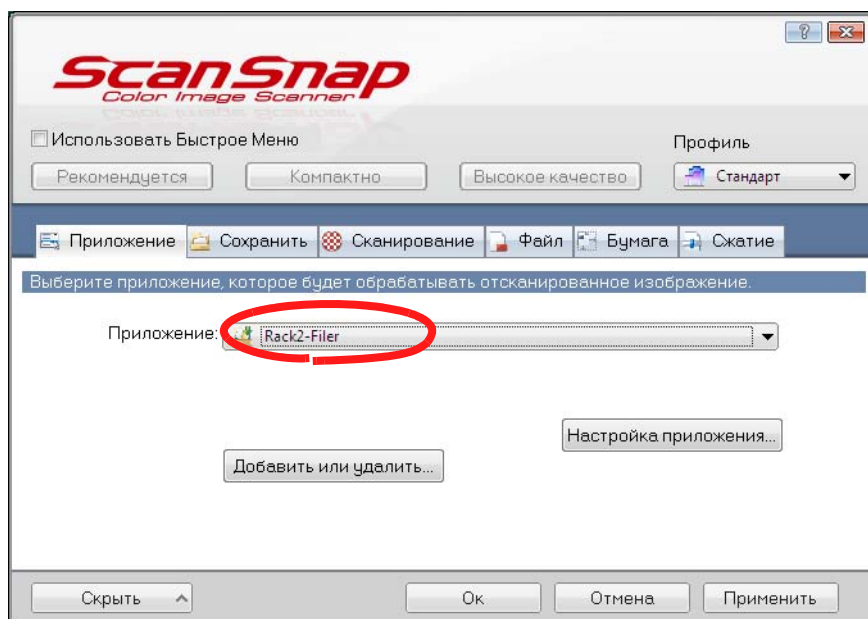 ScanSnap
Color Image Scanner
Использовать Быстрое Меню
Профиль
Рекомендуется Компактно Высокое качество Стандарт
Приложение Сохранить Сканирование Файл Бумага Сжатие
Выберите приложение, которое будет обрабатывать отсканированное изображение.
Приложение: Rack2-Filer
Настройка приложения...
Добавить или удалить...
Скрыть Ок Отмена Применить